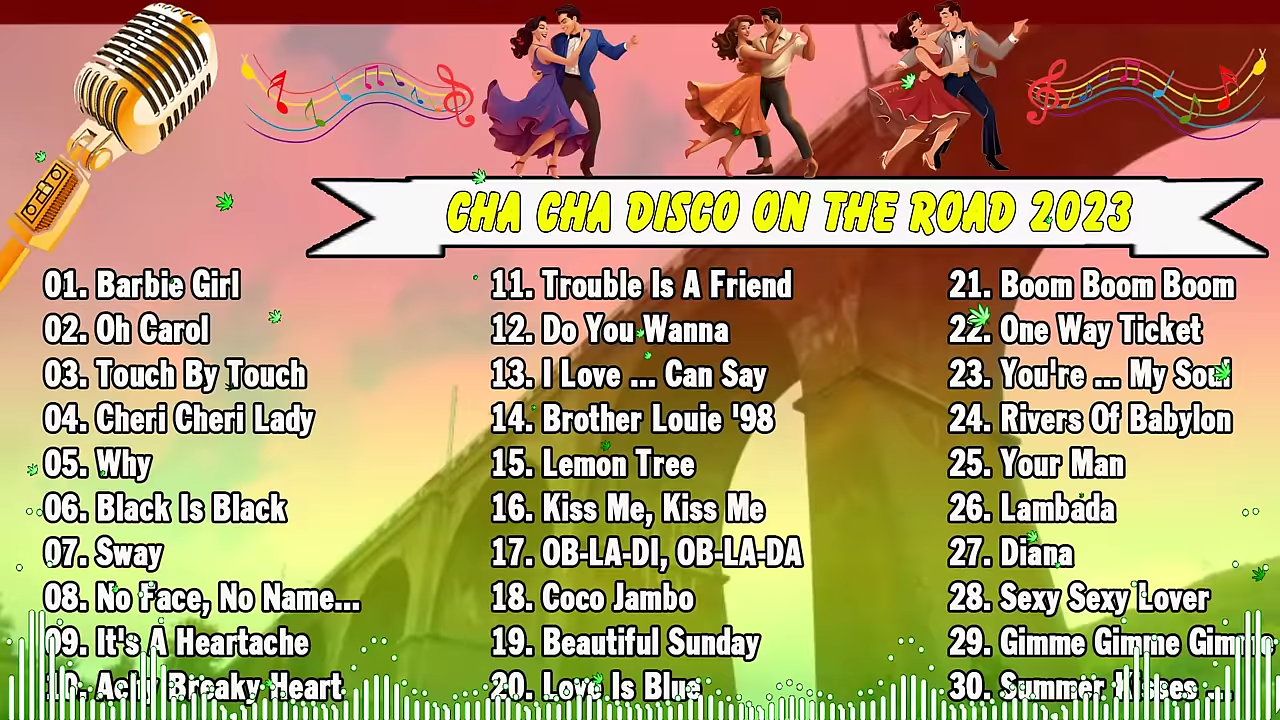 CHA CHA DISCO ON THE ROAD 2023
01. Barbie Girl
02. Oh Carol
03. Touch By Touch
04. Cheri Cheri Lady
05. Why
06. Black Is Black
07. Sway
08. No Face, No Name...
09. It's A Heartache
10. Achy Breaky Heart
11. Trouble Is A Friend
12. Do You Wanna
13. I Love ... Can Say
14. Brother Louie '98
15. Lemon Tree
16. Kiss Me, Kiss Me
17. OB-LA-DI, OB-LA-DA
18. Coco Jambo
19. Beautiful Sunday
20. Love Is Blue
21. Boom Boom Boom
22. One Way Ticket
23. You're ... My Soul
24. Rivers Of Babylon
25. Your Man
26. Lambada
27. Diana
28. Sexy Sexy Lover
29. Gimme Gimme Gimme
30. Summer Kisses ...